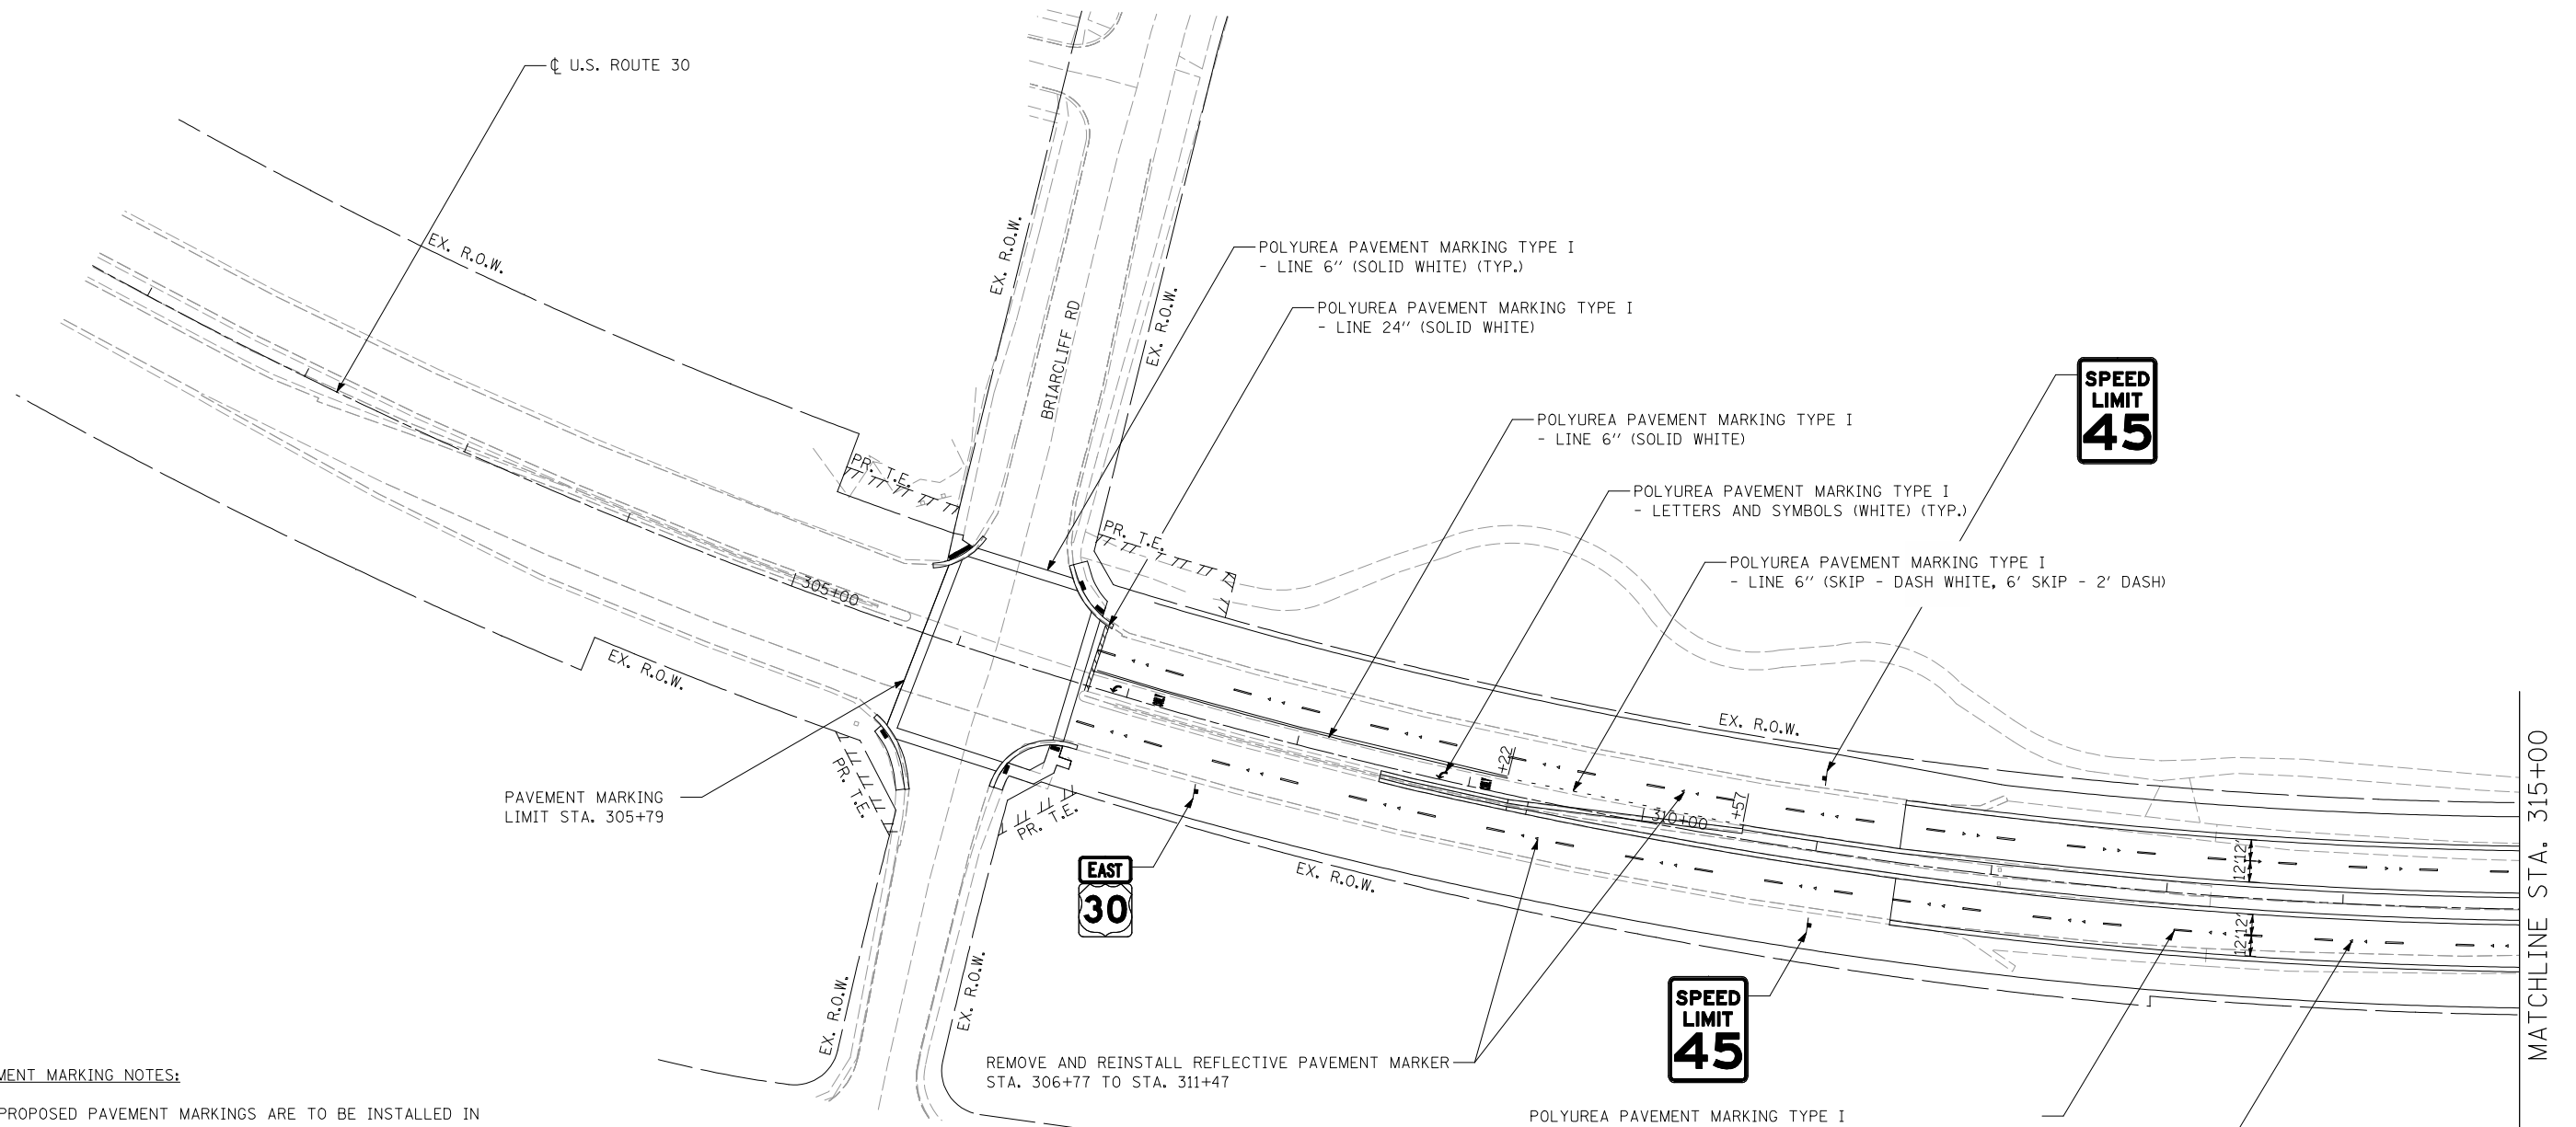 ℄ U.S. ROUTE 30
EX. R.O.W.
EX. R.O.W.
BRIARCLIFF RD
EX. R.O.W.
POLYUREA PAVEMENT MARKING TYPE I
- LINE 6" (SOLID WHITE) (TYP.)
POLYUREA PAVEMENT MARKING TYPE I
- LINE 24" (SOLID WHITE)
SPEED
LIMIT
45
POLYUREA PAVEMENT MARKING TYPE I
- LINE 6" (SOLID WHITE)
POLYUREA PAVEMENT MARKING TYPE I
- LETTERS AND SYMBOLS (WHITE) (TYP.)
POLYUREA PAVEMENT MARKING TYPE I
- LINE 6" (SKIP - DASH WHITE, 6' SKIP - 2' DASH)
PR. T.E.
PR. T.E.
305+00
EX. R.O.W.
EX. R.O.W.
+22
310+00
+57
PAVEMENT MARKING
LIMIT STA. 305+79
PR. T.E.
PR. T.E.
EAST
30
EX. R.O.W.
12'12'
12'12'
MATCHLINE STA. 315+00
EX. R.O.W.
EX. R.O.W.
SPEED
LIMIT
45
REMOVE AND REINSTALL REFLECTIVE PAVEMENT MARKER
STA. 306+77 TO STA. 311+47
MENT MARKING NOTES:
PROPOSED PAVEMENT MARKINGS ARE TO BE INSTALLED IN
POLYUREA PAVEMENT MARKING TYPE I